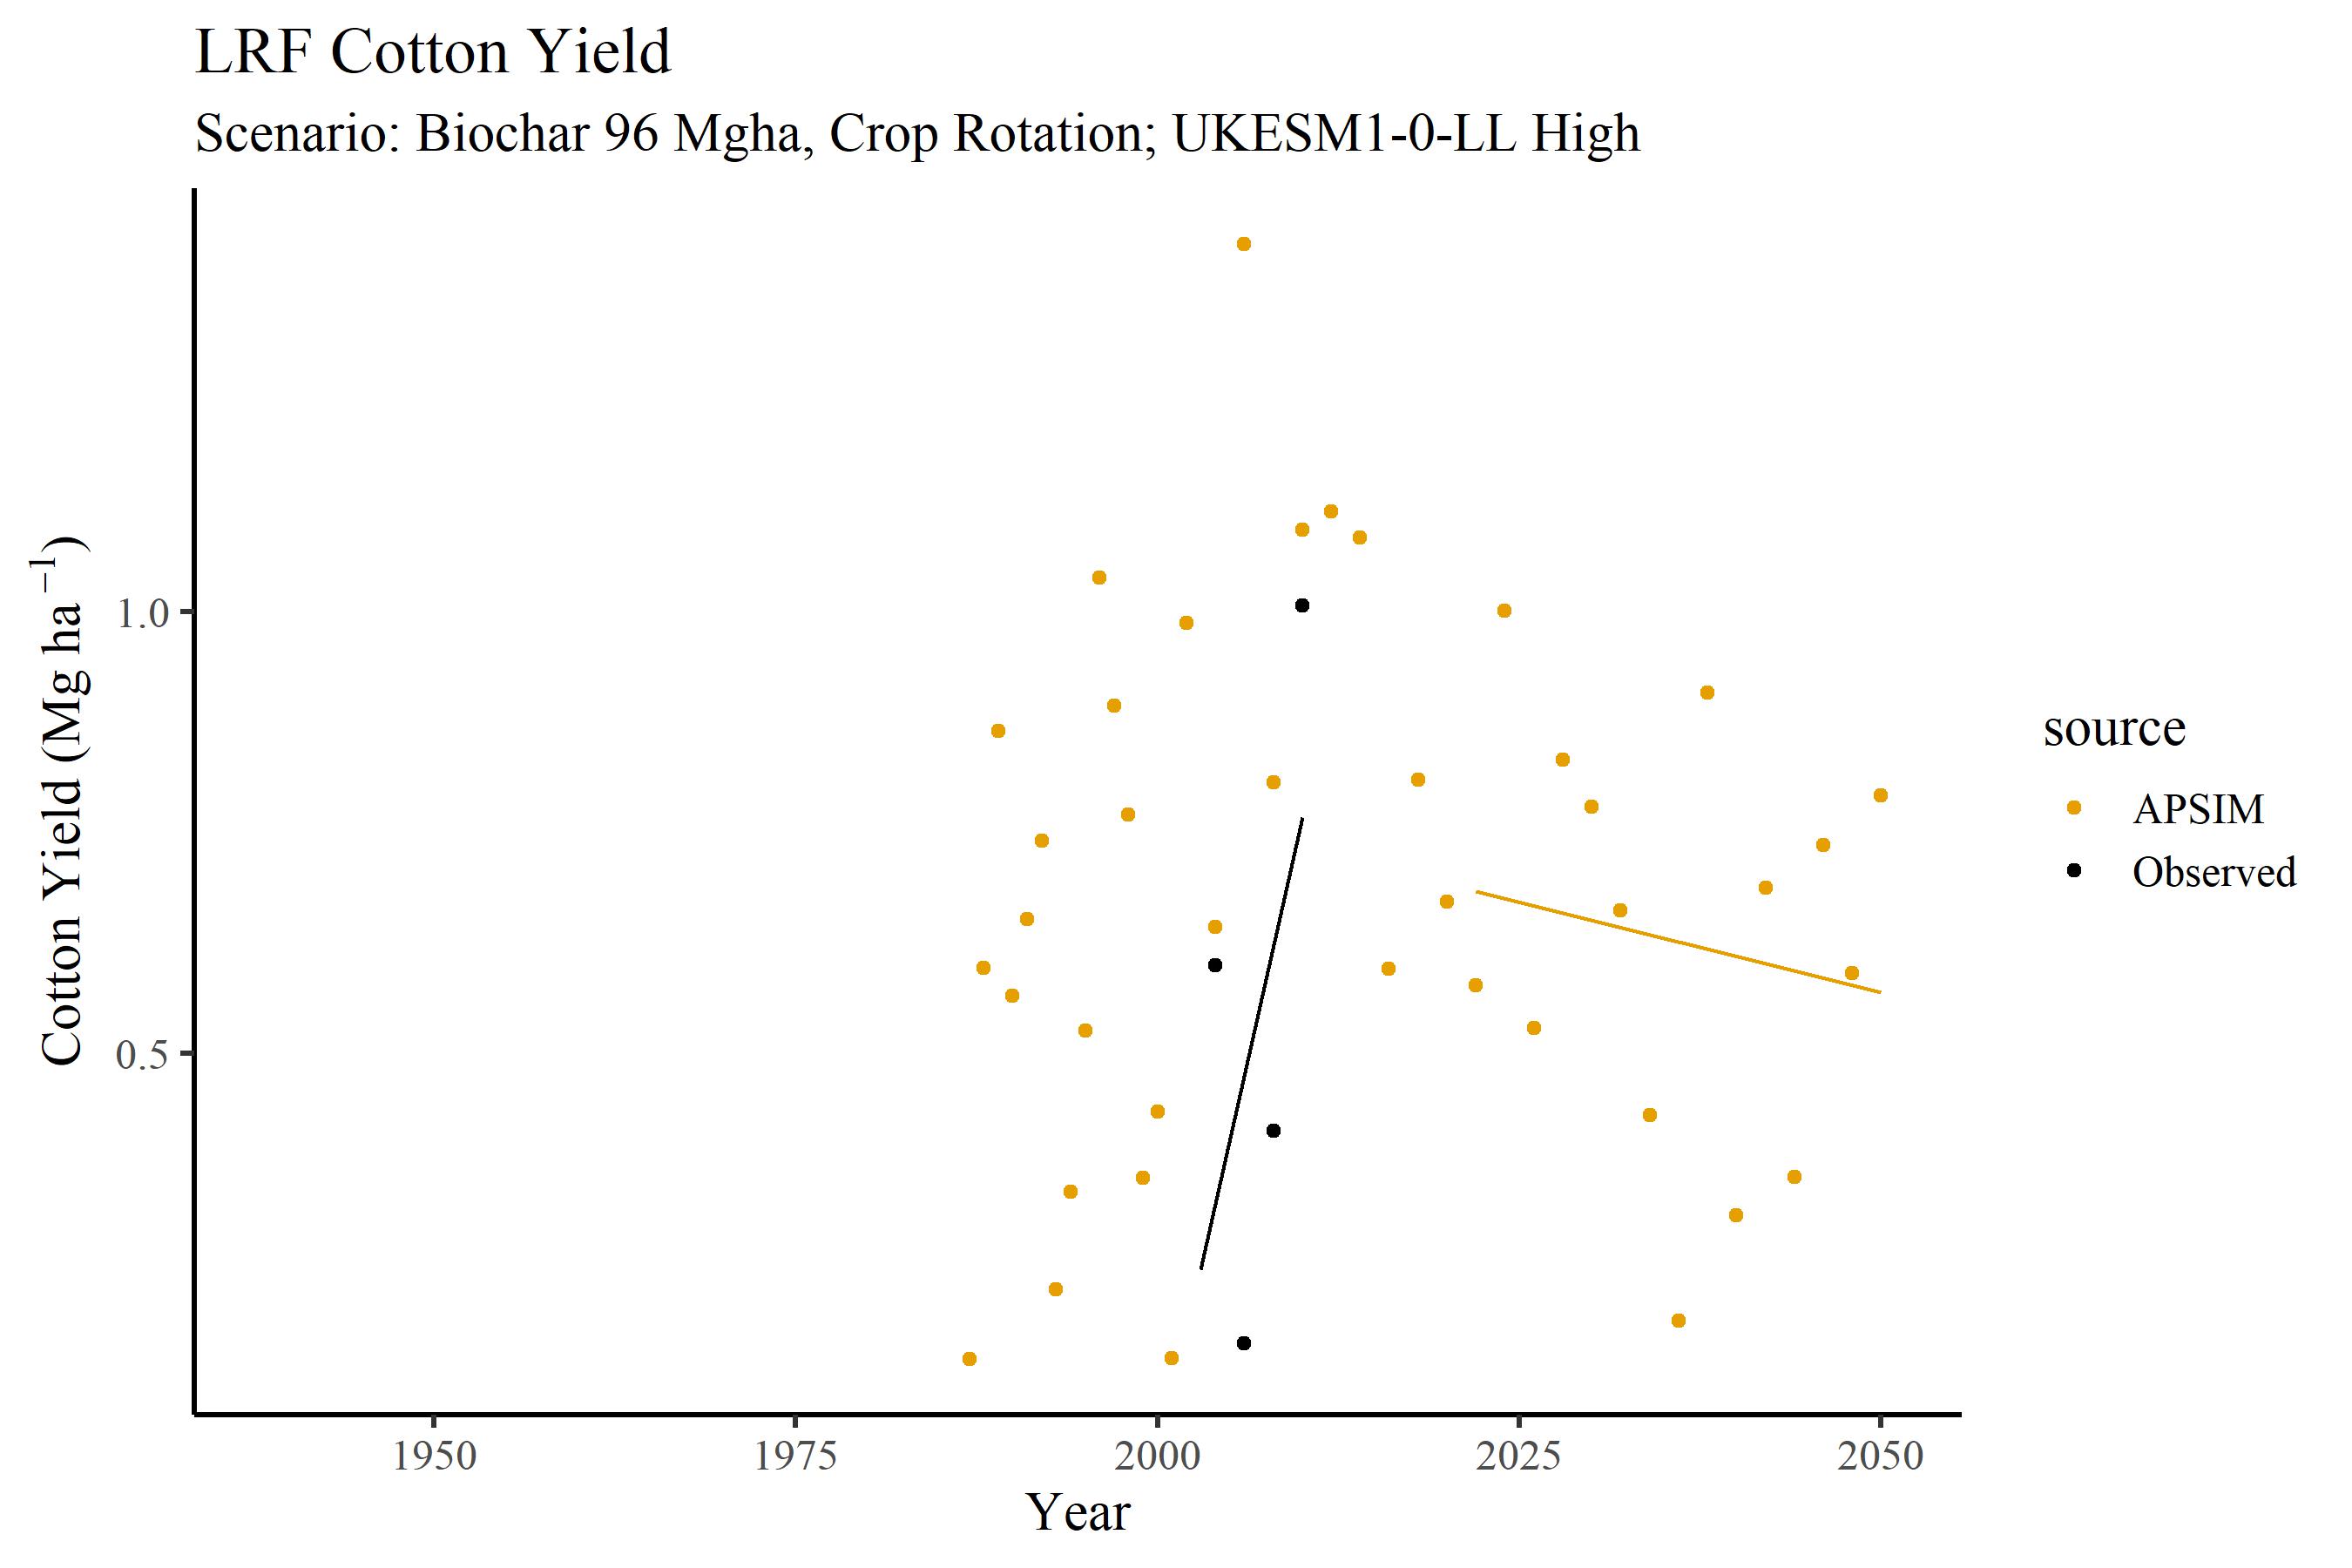 LRF Cotton Yield
Scenario: Biochar 96 Mgha, Crop Rotation; UKESM1-0-LL High
Cotton Yield (Mg ha⁻¹)
1.0
0.5
1950 1975 2000 2025 2050
Year
source
APSIM
Observed